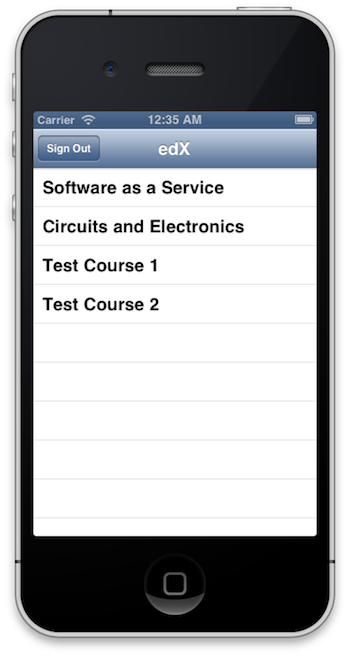 Carrier 12:35 AM
Sign Out edX
Software as a Service
Circuits and Electronics
Test Course 1
Test Course 2